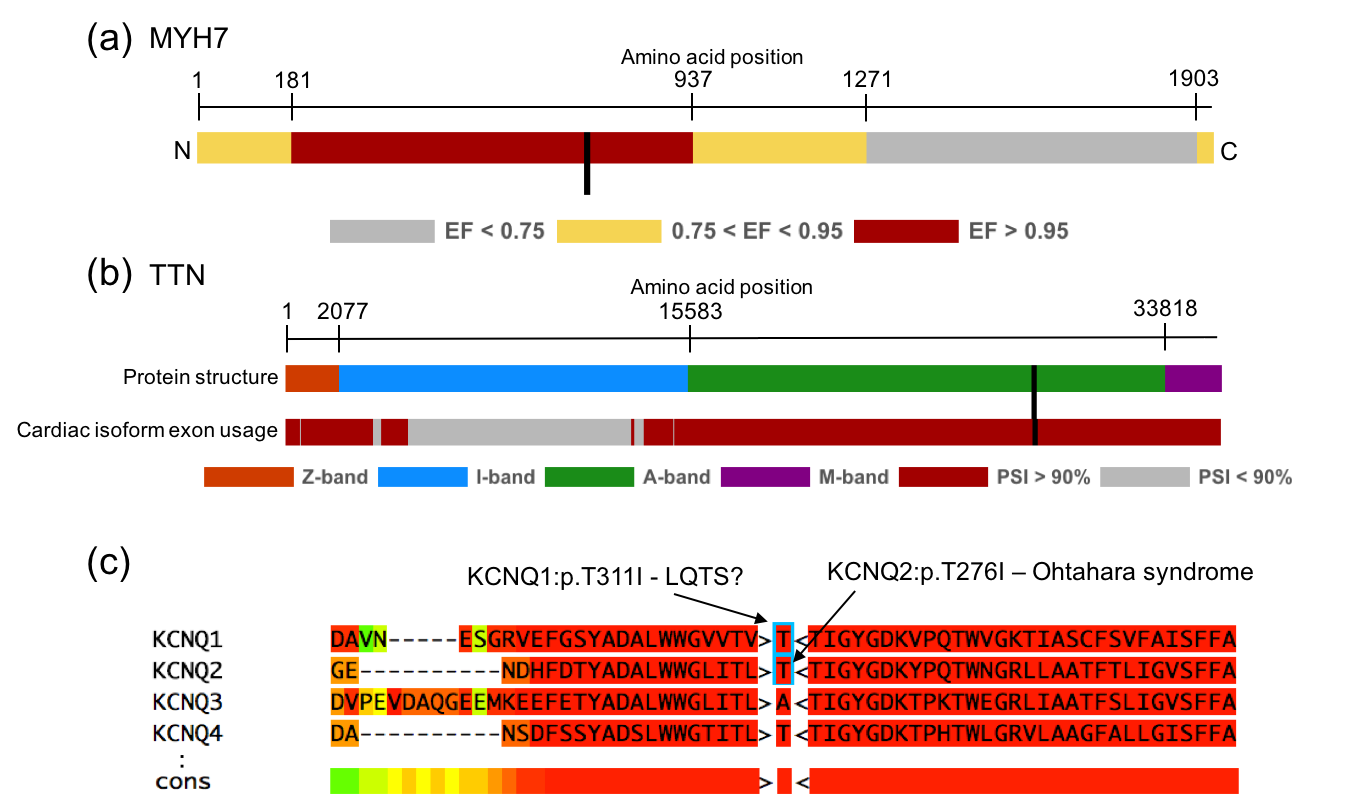 (a) MYH7
Amino acid position
1 181 937 1271 1903
N C
EF < 0.75 0.75 < EF < 0.95 EF > 0.95
(b) TTN
Amino acid position
1 2077 15583 33818
Protein structure
Cardiac isoform exon usage
Z-band I-band A-band M-band PSI > 90% PSI < 90%
(c)
KCNQ1:p.T311I - LQTS? KCNQ2:p.T276I – Ohtahara syndrome
KCNQ1 DAVN-----ESGRVEFGSYADALWWGVVTV>T<TIGYGDKVPQTWVGKTIASCFSVFAISFFA
KCNQ2 GE----------NDHFDTYADALWWGLITL>T<TIGYGDKYPQTWNGRLLAATFTLIGVSFFA
KCNQ3 DVPEVDAQGEEMKEEFETYADALWWGLITL>A<TIGYGDKTPKTWEGRLIAATFSLIGVSFFA
KCNQ4 DA----------NSDFSSYADSLWWGTITL>T<TIGYGDKTPHTWLGRVLAAGFALLGISFFA
:
cons > <